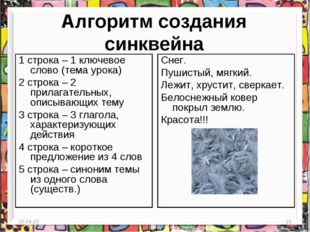 Алгоритм создания
синквейна
1 строка – 1 ключевое
слово (тема урока)
2 строка – 2
прилагательных,
описывающих тему
3 строка – 3 глагола,
характеризующих
действия
4 строка – короткое
предложение из 4 слов
5 строка – синоним темы
из одного слова
(существ.)
Снег.
Пушистый, мягкий.
Лежит, хрустит, сверкает.
Белоснежный ковер
покрыл землю.
Красота!!!